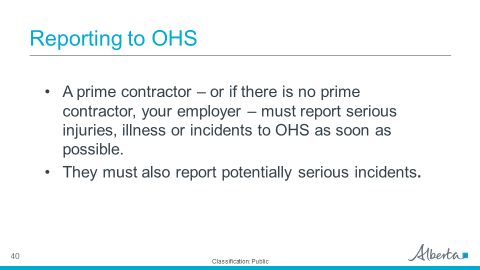 Reporting to OHS
• A prime contractor – or if there is no prime
contractor, your employer – must report serious
injuries, illness or incidents to OHS as soon as
possible.
• They must also report potentially serious incidents.
40
Classification: Public
Alberta